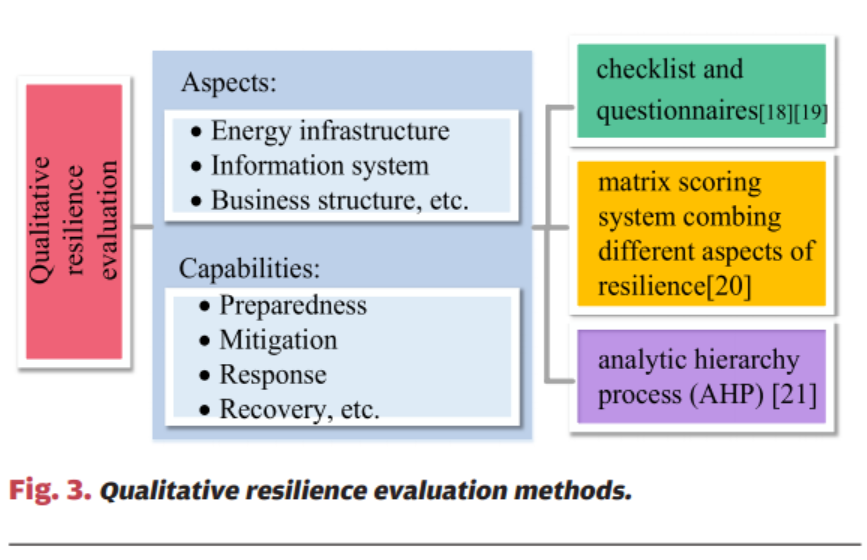 Qualitative
resilience
evaluation
Aspects:
• Energy infrastructure
• Information system
• Business structure, etc.
Capabilities:
• Preparedness
• Mitigation
• Response
• Recovery, etc.
checklist and
questionnaires[18][19]
matrix scoring
system combing
different aspects of
resilience[20]
analytic hierarchy
process (AHP) [21]
Fig. 3. Qualitative resilience evaluation methods.